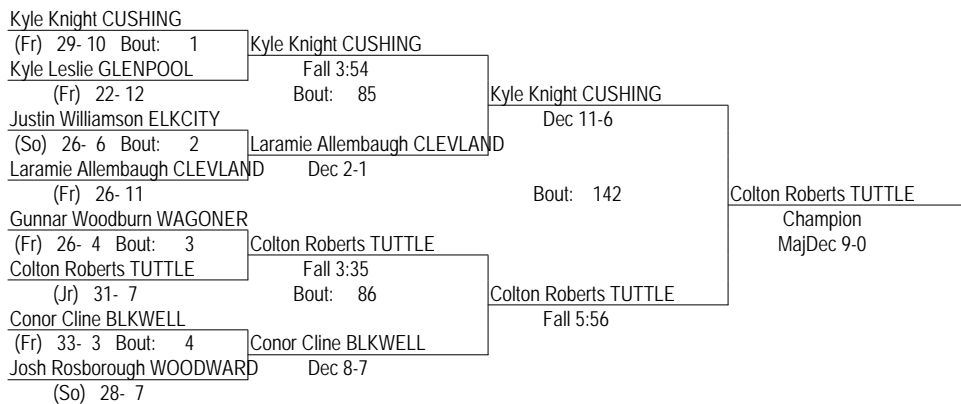 Kyle Knight CUSHING
(Fr) 29- 10 Bout: 1
Kyle Leslie GLENPOOL
(Fr) 22- 12
Justin Williamson ELKCITY
(So) 26- 6 Bout: 2
Laramie Allembaugh CLEVLAND
(Fr) 26- 11
Gunnar Woodburn WAGONER
(Fr) 26- 4 Bout: 3
Colton Roberts TUTTLE
(Jr) 31- 7
Conor Cline BLKWELL
(Fr) 33- 3 Bout: 4
Josh Rosborough WOODWARD
(So) 28- 7
Kyle Knight CUSHING
Fall 3:54
Bout: 85
Laramie Allembaugh CLEVLAND
Dec 2-1
Colton Roberts TUTTLE
Fall 3:35
Bout: 86
Conor Cline BLKWELL
Dec 8-7
Kyle Knight CUSHING
Dec 11-6
Bout: 142
Colton Roberts TUTTLE
Fall 5:56
Colton Roberts TUTTLE
Champion
MajDec 9-0